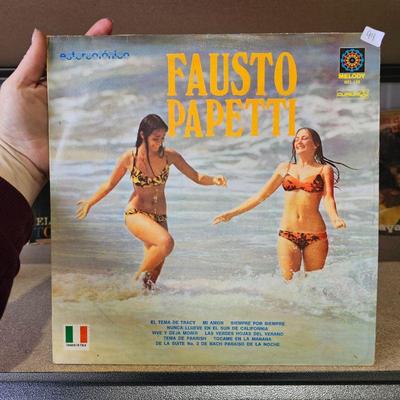 estereofónico
FAUSTO
PAPETTI
MELODY
EL TEMA DE TRACY MI AMOR SIEMPRE POR SIEMPRE
NUNCA LLUEVE EN EL SUR DE CALIFORNIA
VIVE Y DEJA MORIR LAS VERDES HOJAS DEL VERANO
TEMA DE PARRISH TOCAME EN LA MAÑANA
DE LA SUITE No. 3 DE BACH PARAISO DE LA NOCHE